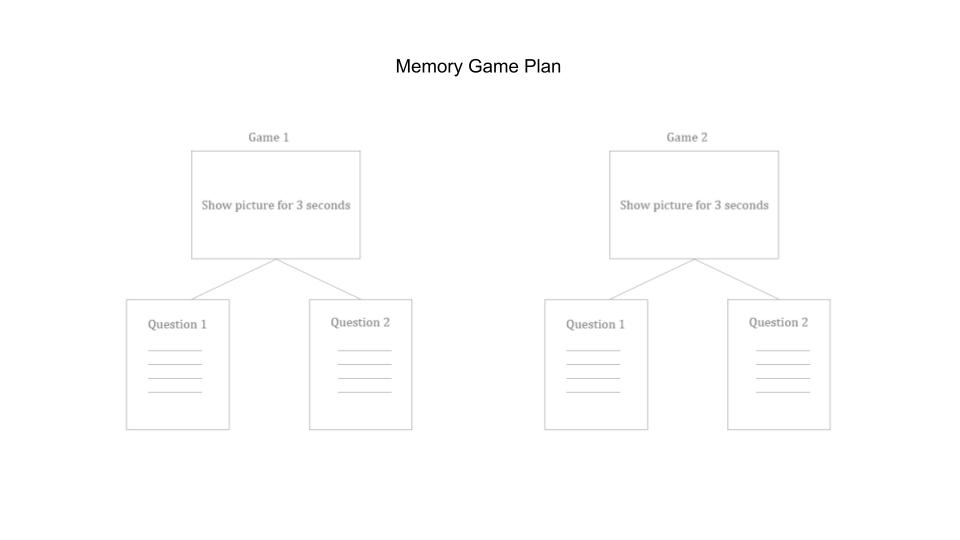 Memory Game Plan
Game 1
Game 2
Show picture for 3 seconds
Show picture for 3 seconds
Question 1
Question 2
Question 1
Question 2